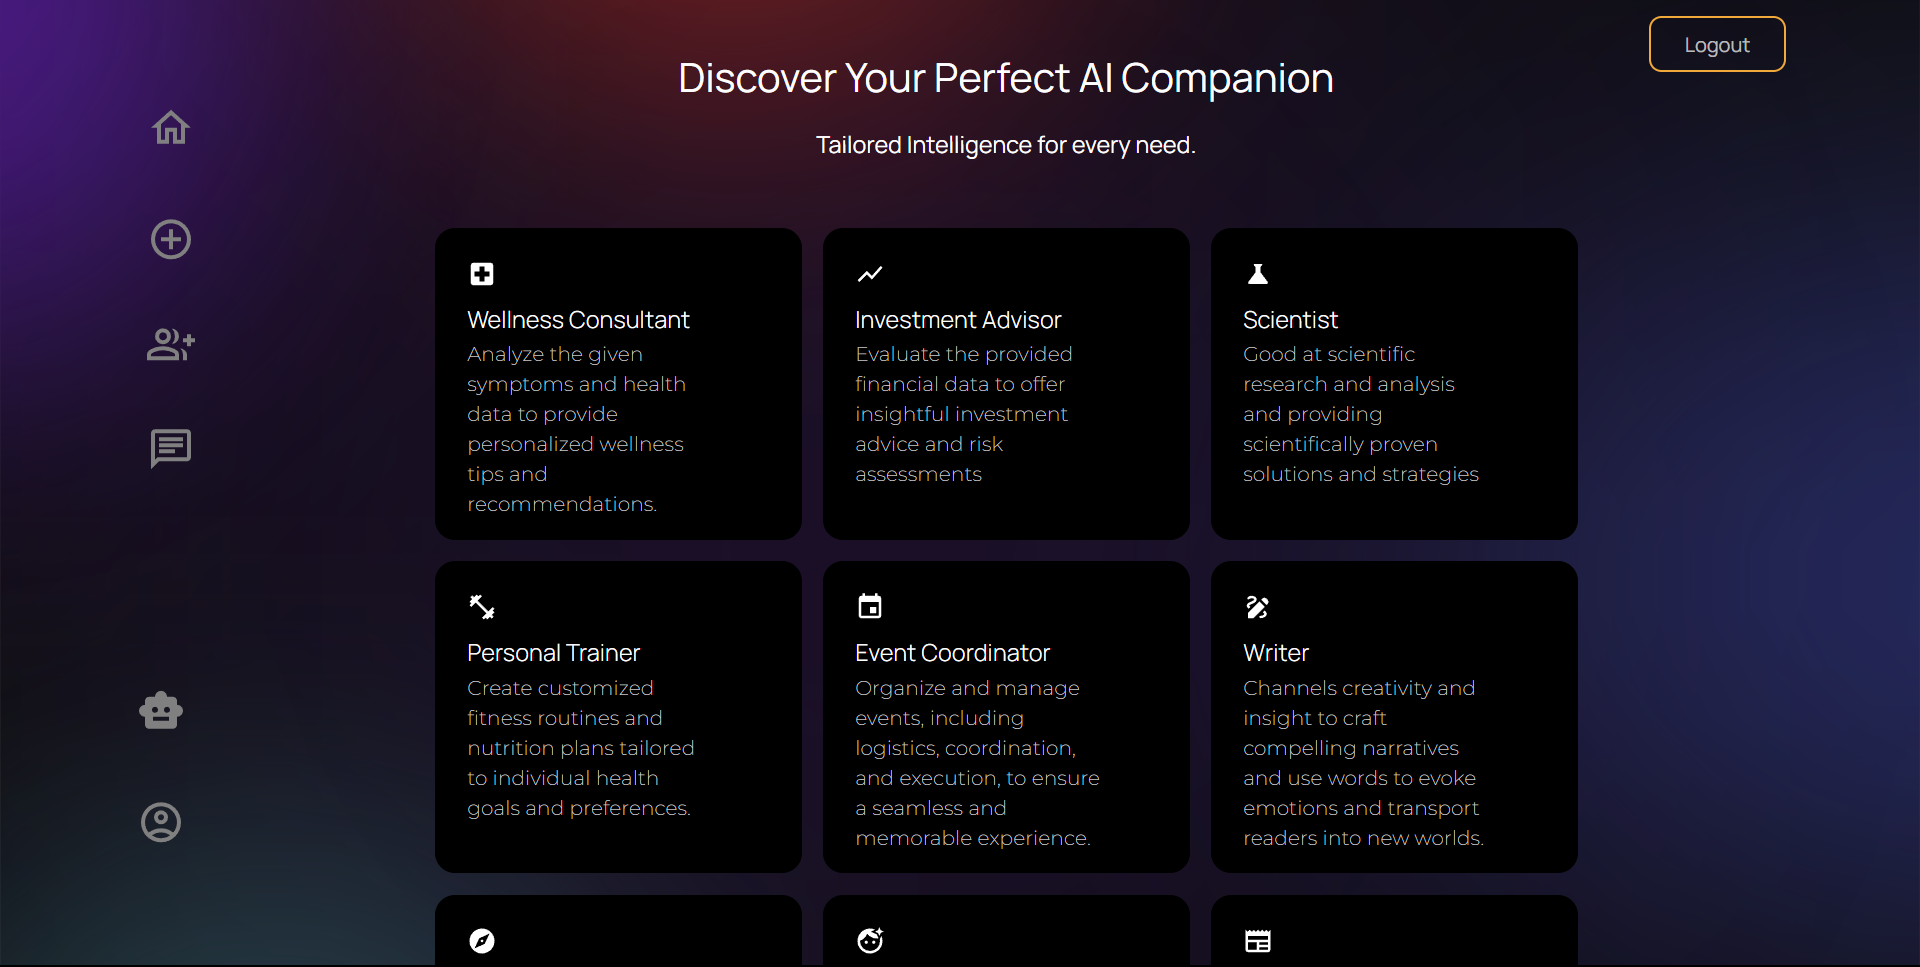 Logout
Discover Your Perfect AI Companion
Tailored Intelligence for every need.
Wellness Consultant
Analyze the given
symptoms and health
data to provide
personalized wellness
tips and
recommendations.
Investment Advisor
Evaluate the provided
financial data to offer
insightful investment
advice and risk
assessments
Scientist
Good at scientific
research and analysis
and providing
scientifically proven
solutions and strategies
Personal Trainer
Create customized
fitness routines and
nutrition plans tailored
to individual health
goals and preferences.
Event Coordinator
Organize and manage
events, including
logistics, coordination,
and execution, to ensure
a seamless and
memorable experience.
Writer
Channels creativity and
insight to craft
compelling narratives
and use words to evoke
emotions and transport
readers into new worlds.